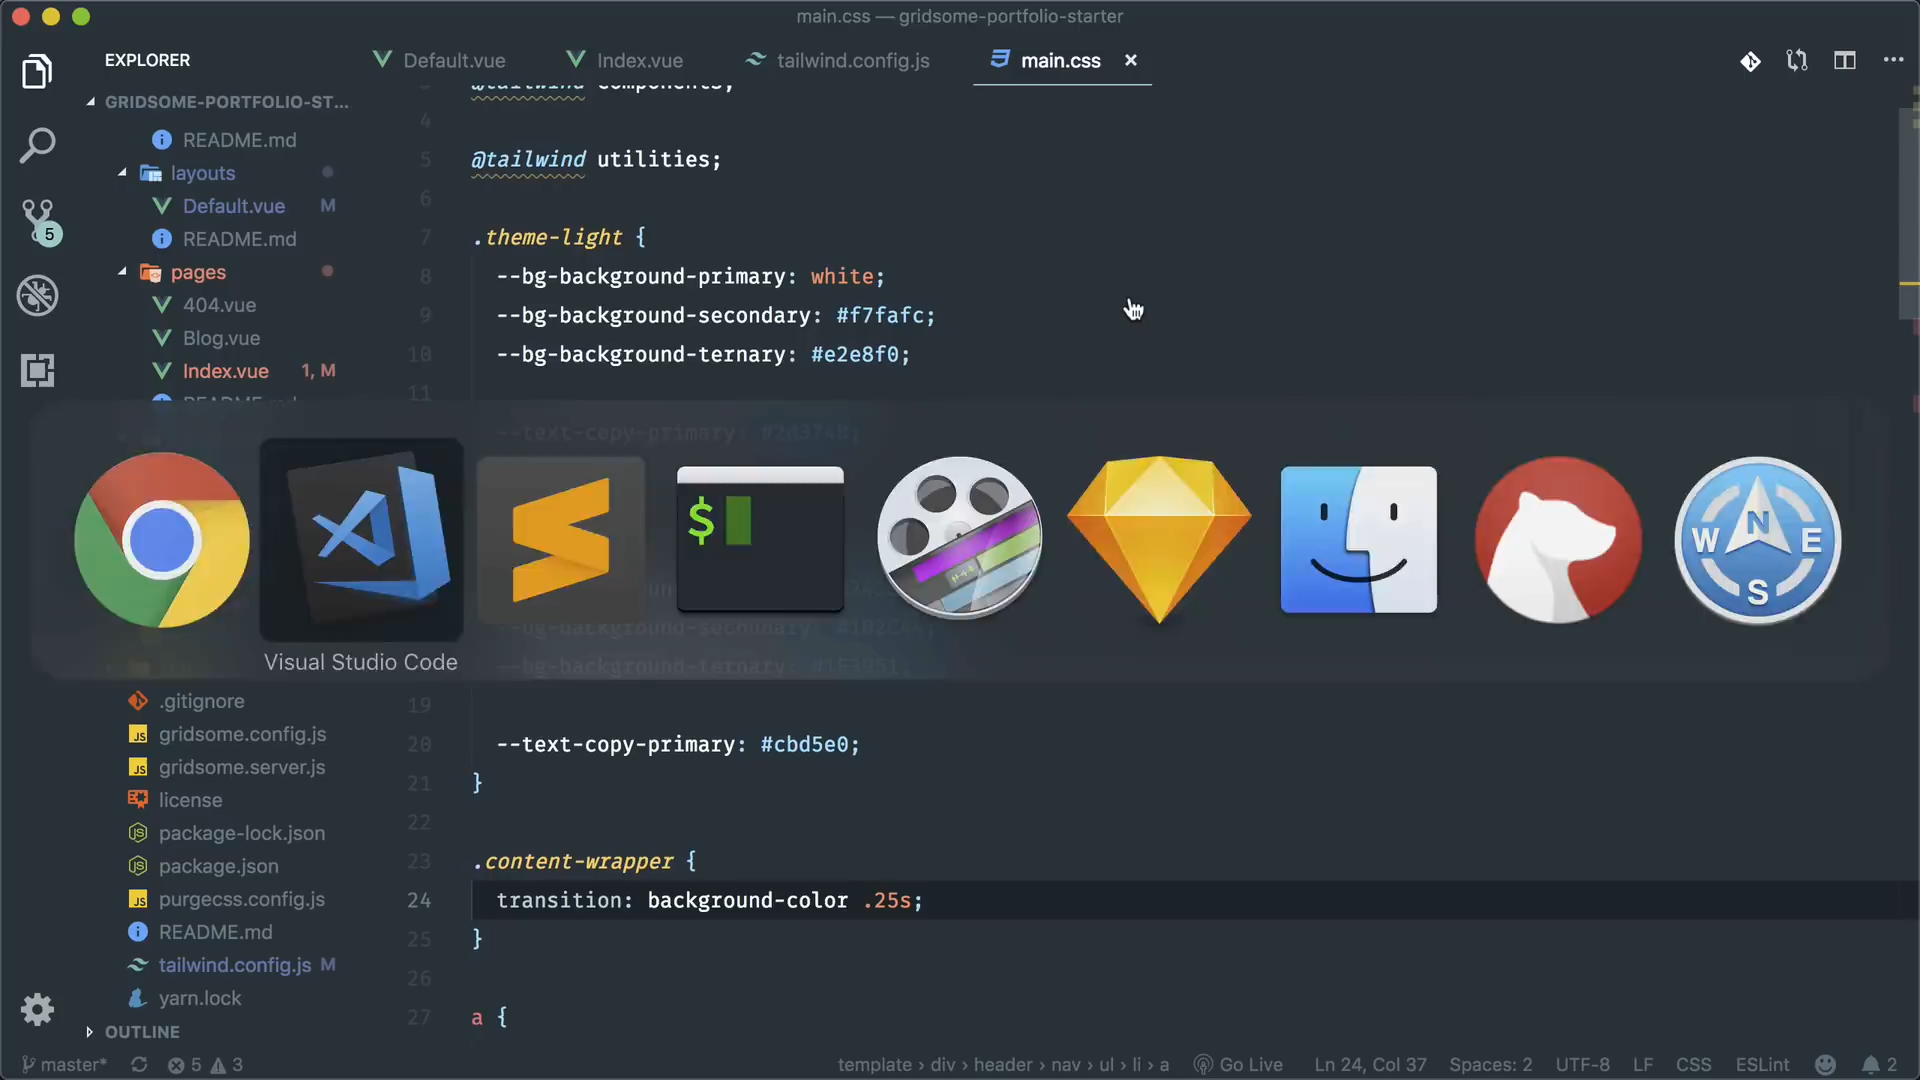 main.css — gridsome-portfolio-starter
EXPLORER
Default.vue
Index.vue
tailwind.config.js
main.css
GRIDSOME-PORTFOLIO-ST...
README.md
layouts
Default.vue M
README.md
pages
404.vue
Blog.vue
Index.vue 1, M
README.md
5
.gitignore
gridsome.config.js
gridsome.server.js
license
package-lock.json
package.json
purgecss.config.js
README.md
tailwind.config.js M
yarn.lock
OUTLINE
@tailwind components;
4
5 @tailwind utilities;
6
7 .theme-light {
8 --bg-background-primary: white;
9 --bg-background-secondary: #f7fafc;
10 --bg-background-ternary: #e2e8f0;
11
--text-copy-primary: #2d3748;
$
N
W E
S
--bg-background-secondary:
--bg-background-ternary:
Visual Studio Code
19
20 --text-copy-primary: #cbd5e0;
21 }
22
23 .content-wrapper {
24 transition: background-color .25s;
25 }
26
27 a {
master* 5 3
template › div › header › nav › ul › li › a
Go Live
Ln 24, Col 37
Spaces: 2
UTF-8
LF
CSS
ESLint
2